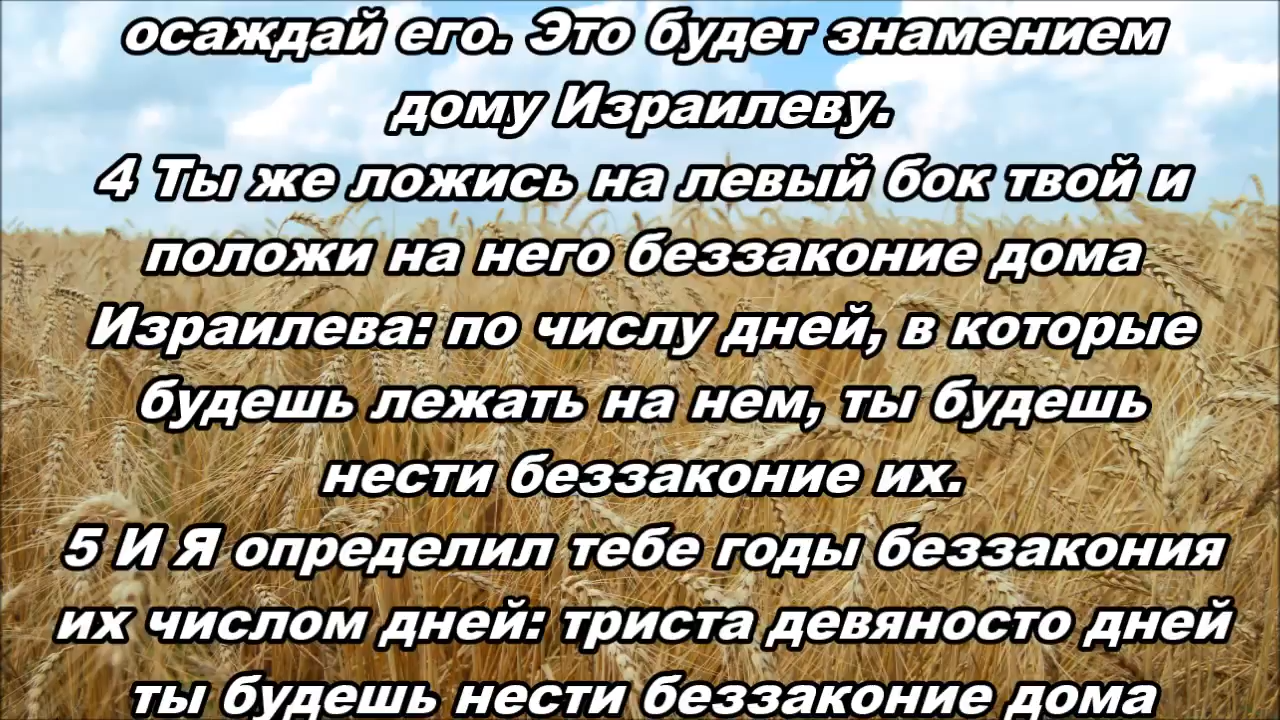 осаждай его. Это будет знамением
дому Израилеву.
4 Ты же ложись на левый бок твой и
положи на него беззаконие дома
Израилева: по числу дней, в которые
будешь лежать на нем, ты будешь
нести беззаконие их.
5 И Я определил тебе годы беззакония
их числом дней: триста девяносто дней
ты будешь нести беззаконие дома